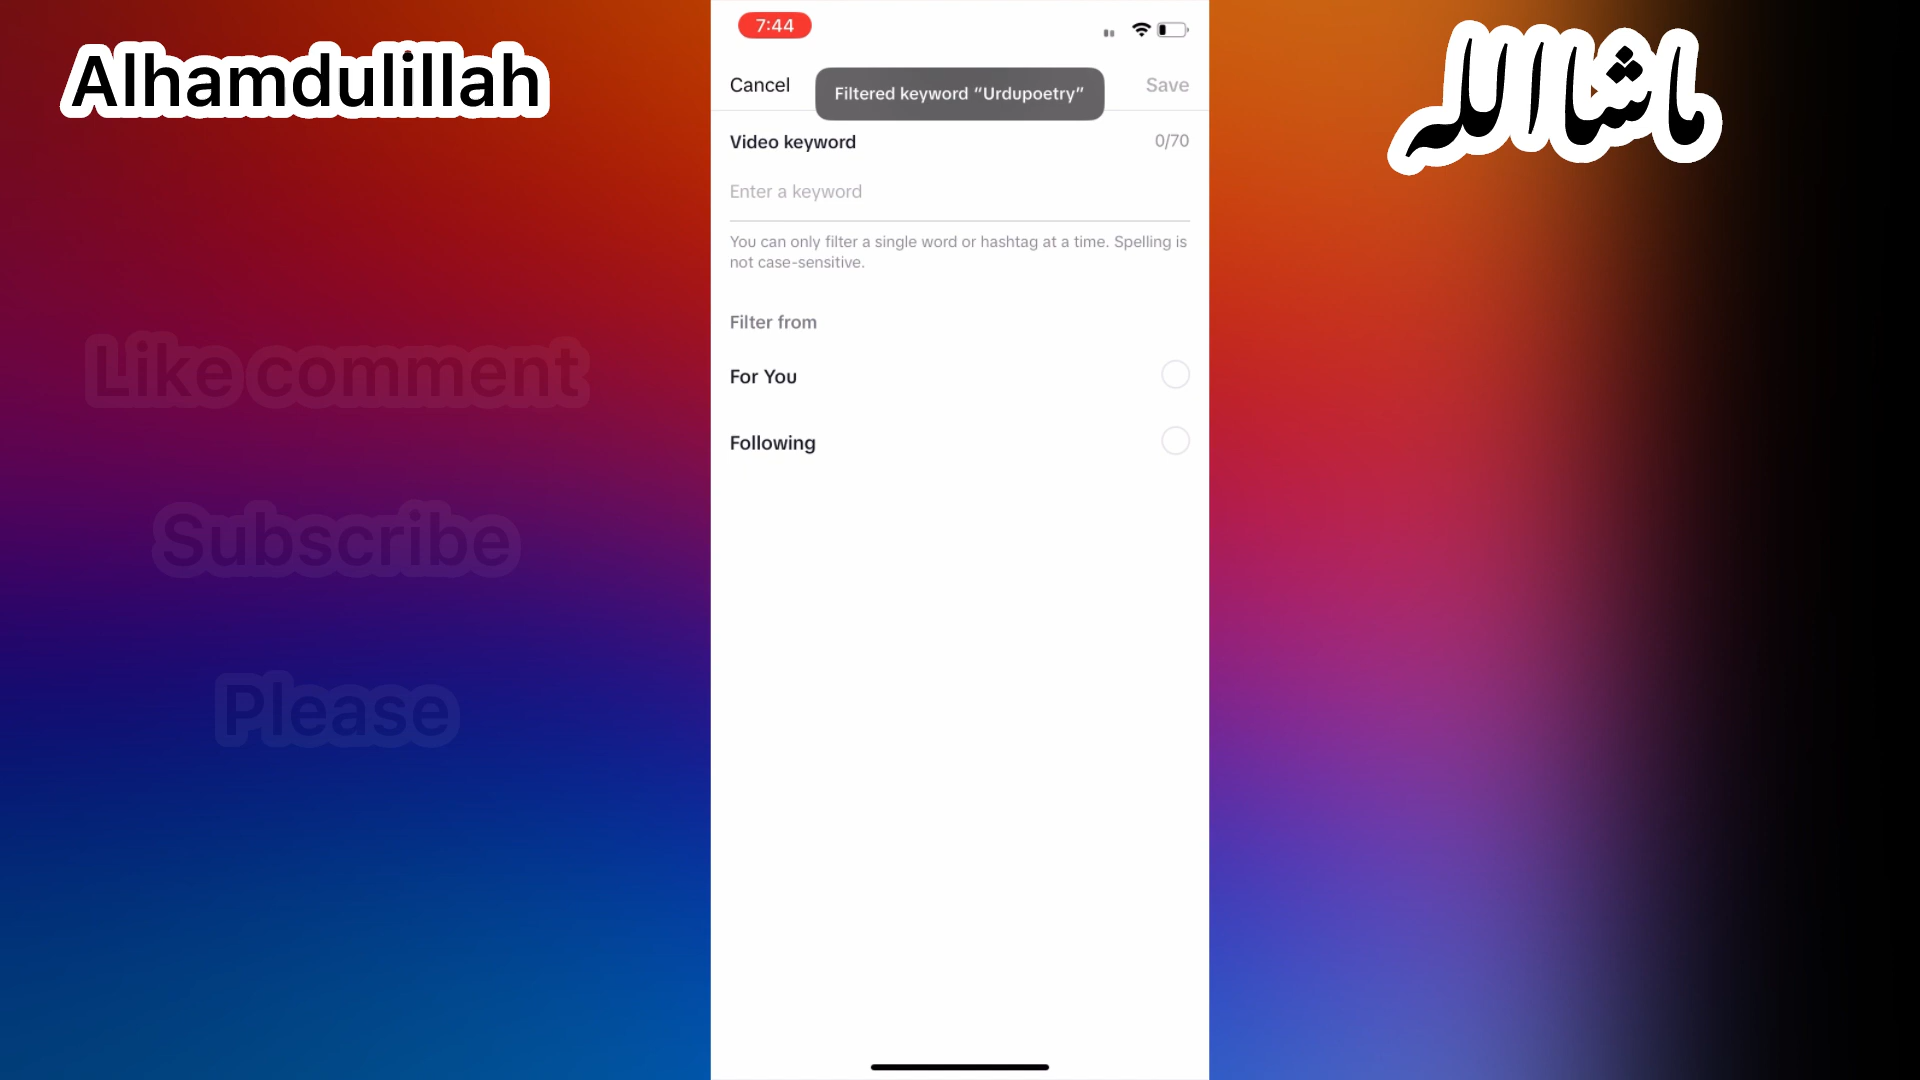 Alhamdulillah
ماشااللہ
7:44
Cancel
Filtered keyword “Urdupoetry”
Save
Video keyword
0/70
Enter a keyword
You can only filter a single word or hashtag at a time. Spelling is
not case-sensitive.
Filter from
For You
Following
Like comment
Subscribe
Please